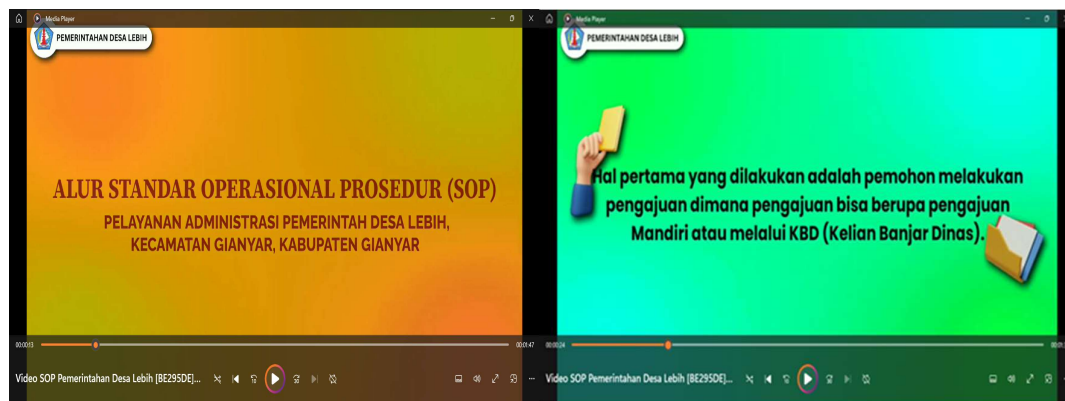 Media Player
PEMERINTAHAN DESA LEBIH
ALUR STANDAR OPERASIONAL PROSEDUR (SOP)
PELAYANAN ADMINISTRASI PEMERINTAH DESA LEBIH,
KECAMATAN GIANYAR, KABUPATEN GIANYAR
00:00:13
00:01:47
Video SOP Pemerintahan Desa Lebih [BE295DE]...
Media Player
PEMERINTAHAN DESA LEBIH
Hal pertama yang dilakukan adalah pemohon melakukan
pengajuan dimana pengajuan bisa berupa pengajuan
Mandiri atau melalui KBD (Kelian Banjar Dinas).
00:00:24
Video SOP Pemerintahan Desa Lebih [BE295DE]...